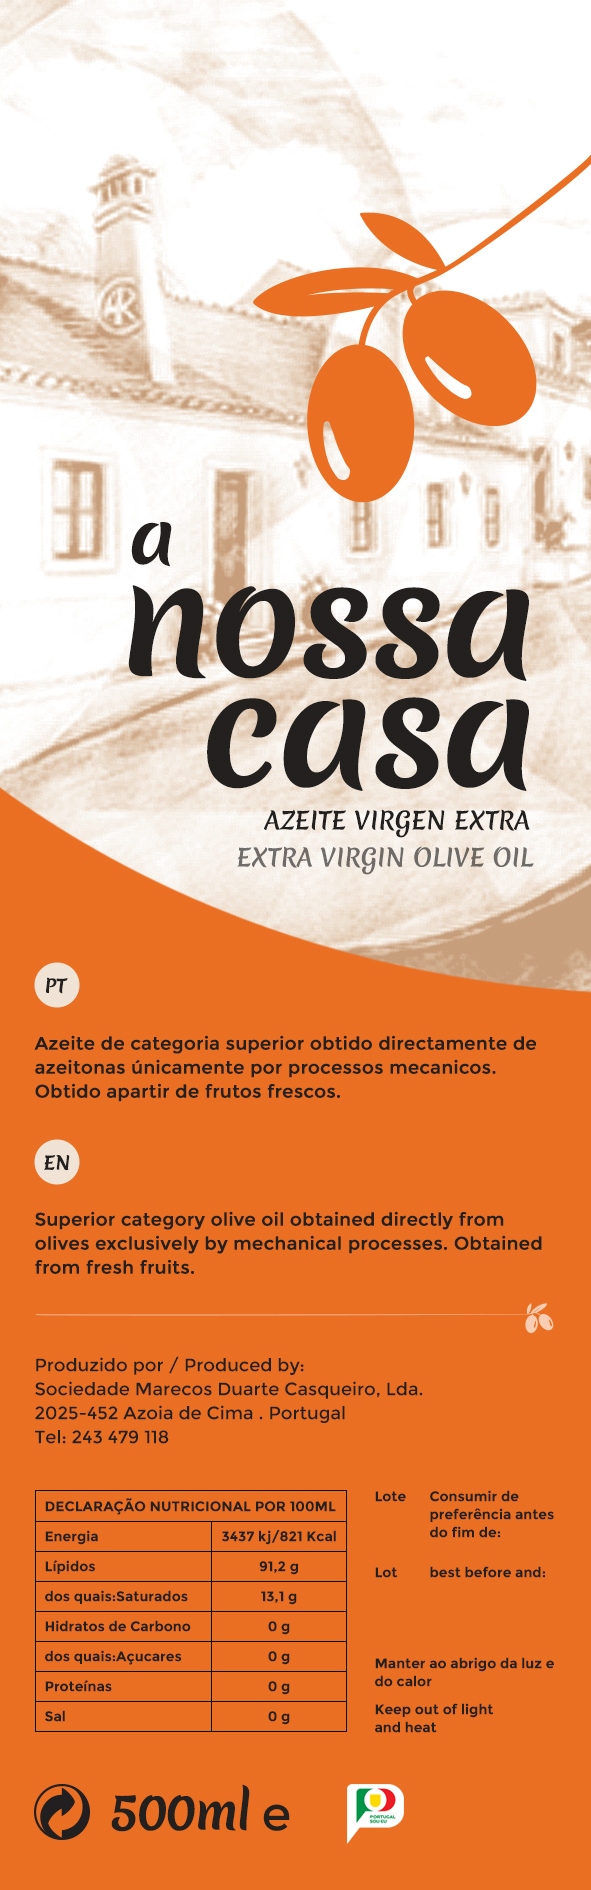 a
nossa
casa
AZEITE VIRGEN EXTRA
EXTRA VIRGIN OLIVE OIL
PT
Azeite de categoria superior obtido directamente de
azeitonas únicamente por processos mecanicos.
Obtido apartir de frutos frescos.
EN
Superior category olive oil obtained directly from
olives exclusively by mechanical processes. Obtained
from fresh fruits.
Produzido por / Produced by:
Sociedade Marecos Duarte Casqueiro, Lda.
2025-452 Azoia de Cima . Portugal
Tel: 243 479 118
DECLARAÇÃO NUTRICIONAL POR 100ML
Energia 3437 kj/821 Kcal
Lípidos 91,2 g
dos quais:Saturados 13,1 g
Hidratos de Carbono 0 g
dos quais:Açucares 0 g
Proteínas 0 g
Sal 0 g
Lote Consumir de
preferência antes
do fim de:
Lot best before and:
Manter ao abrigo da luz e
do calor
Keep out of light
and heat
500ml e
PORTUGAL
SOU EU